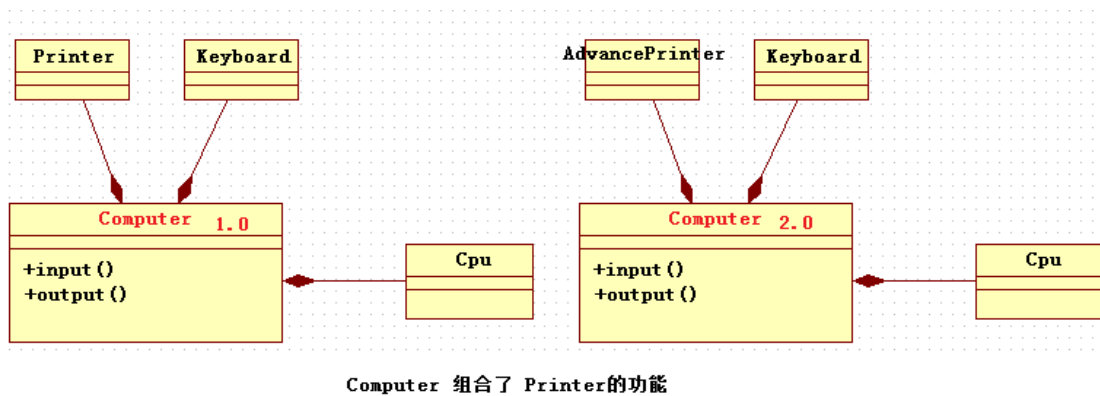 Printer
Keyboard
AdvancePrinter
Keyboard
Computer 1.0
+input()
+output()
Cpu
Computer 2.0
+input()
+output()
Cpu
Computer 组合了 Printer的功能